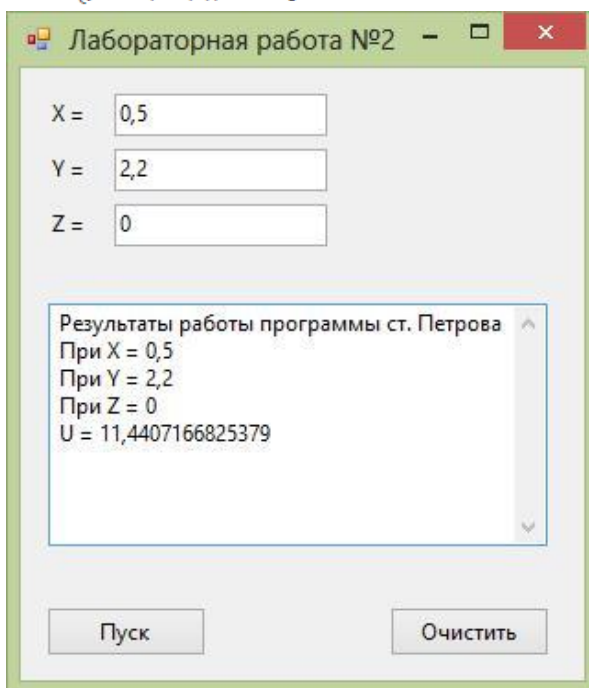 Лабораторная работа №2
X = 0,5
Y = 2,2
Z = 0
Результаты работы программы ст. Петрова
При X = 0,5
При Y = 2,2
При Z = 0
U = 11,4407166825379
Пуск Очистить